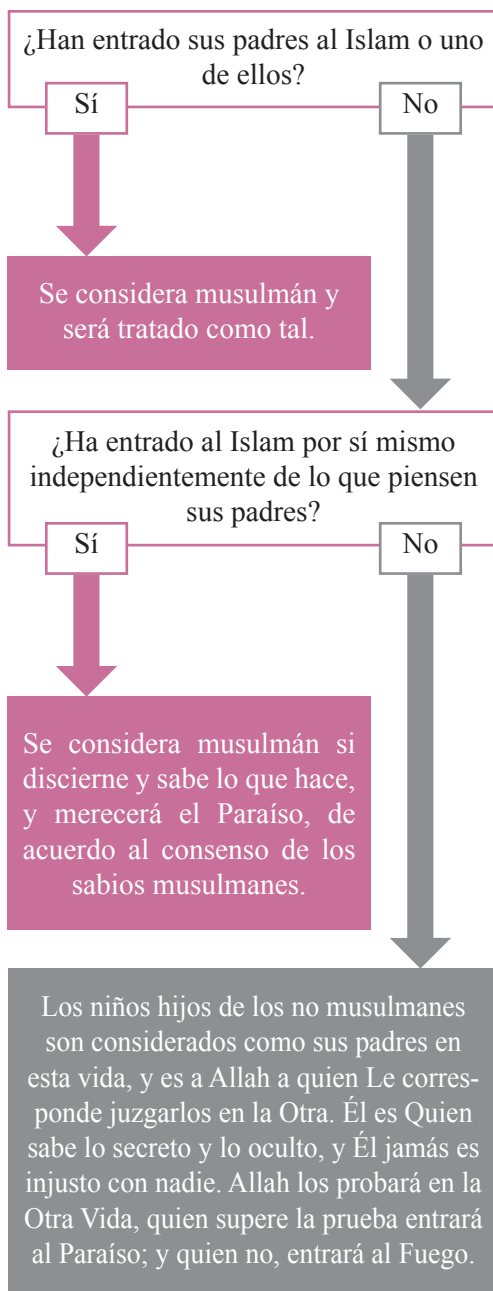 ¿Han entrado sus padres al Islam o uno
de ellos?
Sí
No
Se considera musulmán y
será tratado como tal.
¿Ha entrado al Islam por sí mismo
independientemente de lo que piensen
sus padres?
Sí
No
Se considera musulmán si
discierne y sabe lo que hace,
y merecerá el Paraíso, de
acuerdo al consenso de los
sabios musulmanes.
Los niños hijos de los no musulmanes
son considerados como sus padres en
esta vida, y es a Allah a quien Le corres-
ponde juzgarlos en la Otra. Él es Quien
sabe lo secreto y lo oculto, y Él jamás es
injusto con nadie. Allah los probará en la
Otra Vida, quien supere la prueba entrará
al Paraíso; y quien no, entrará al Fuego.